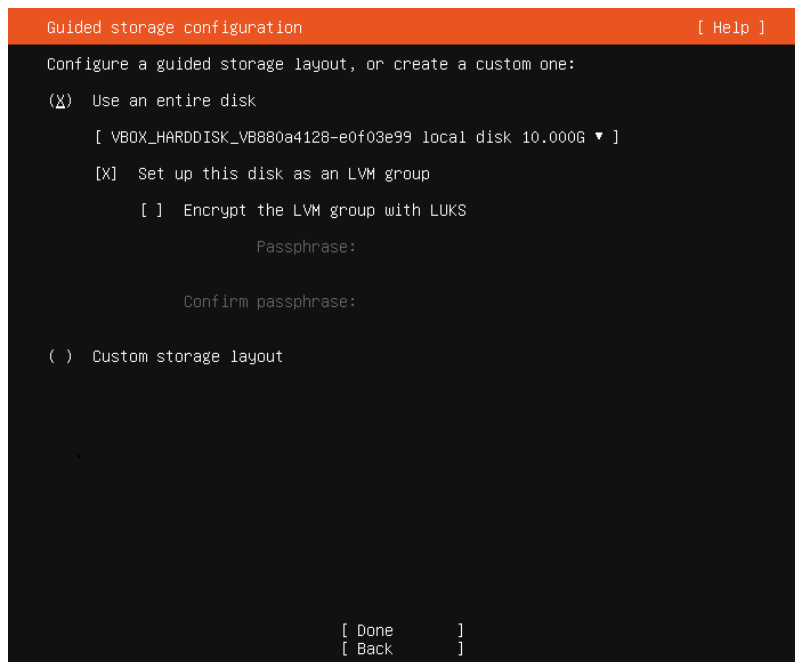 Guided storage configuration [ Help ]
Configure a guided storage layout, or create a custom one:
(X) Use an entire disk
[ VBOX_HARDDISK_VB880a4128-e0f03e99 local disk 10.000G ▾ ]
[X] Set up this disk as an LVM group
[ ] Encrypt the LVM group with LUKS
Passphrase:
Confirm passphrase:
( ) Custom storage layout
[ Done ]
[ Back ]